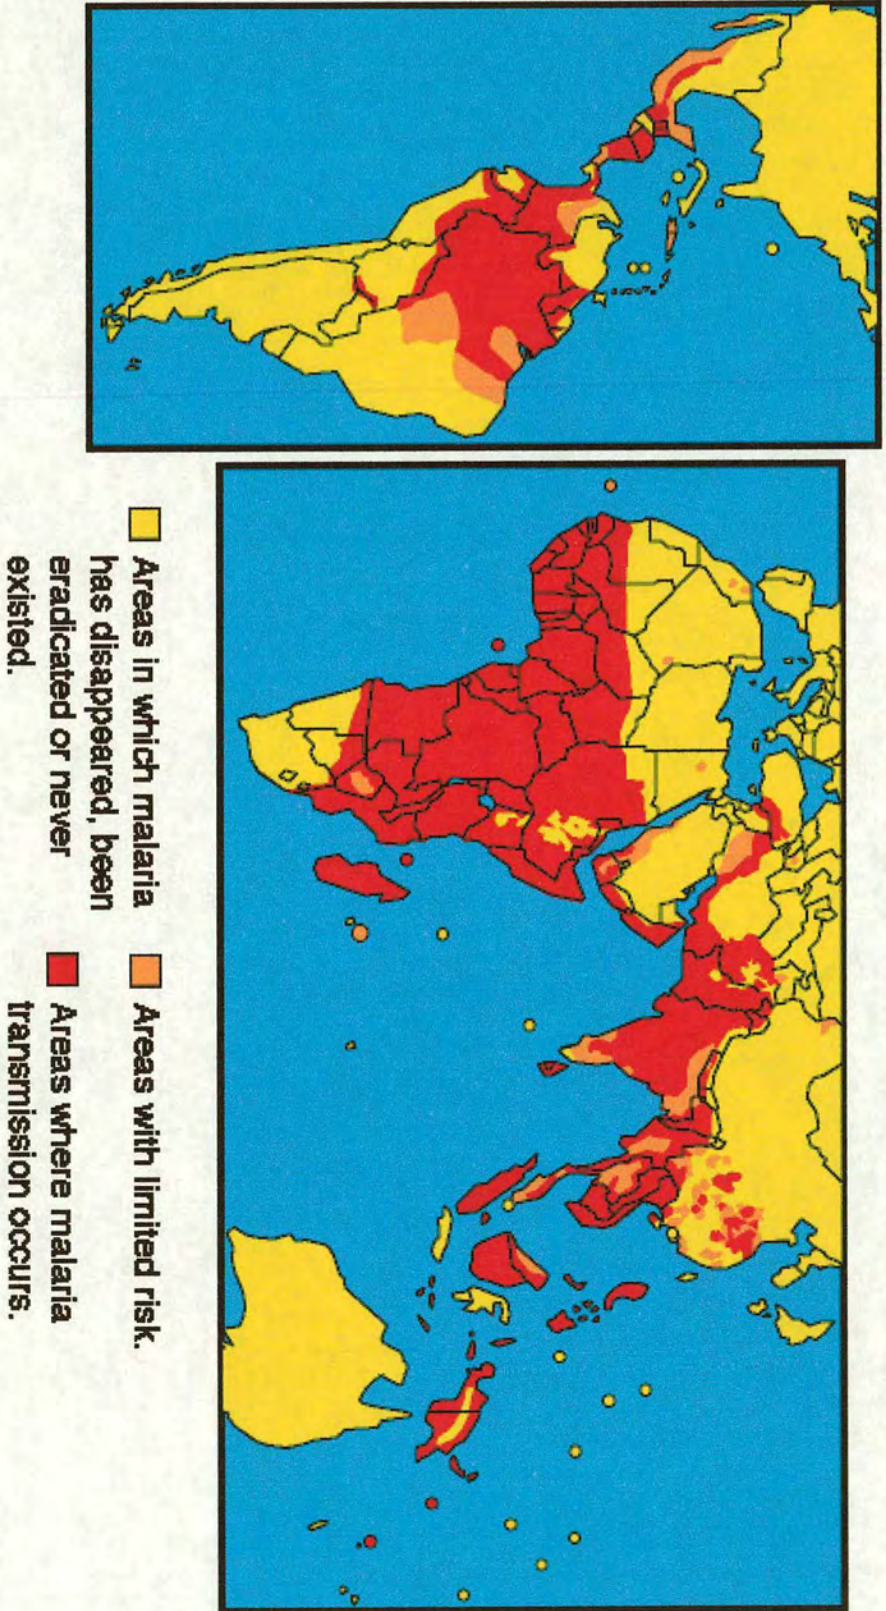 Areas in which malaria
has disappeared, been
eradicated or never
existed.
Areas with limited risk.
Areas where malaria
transmission occurs.